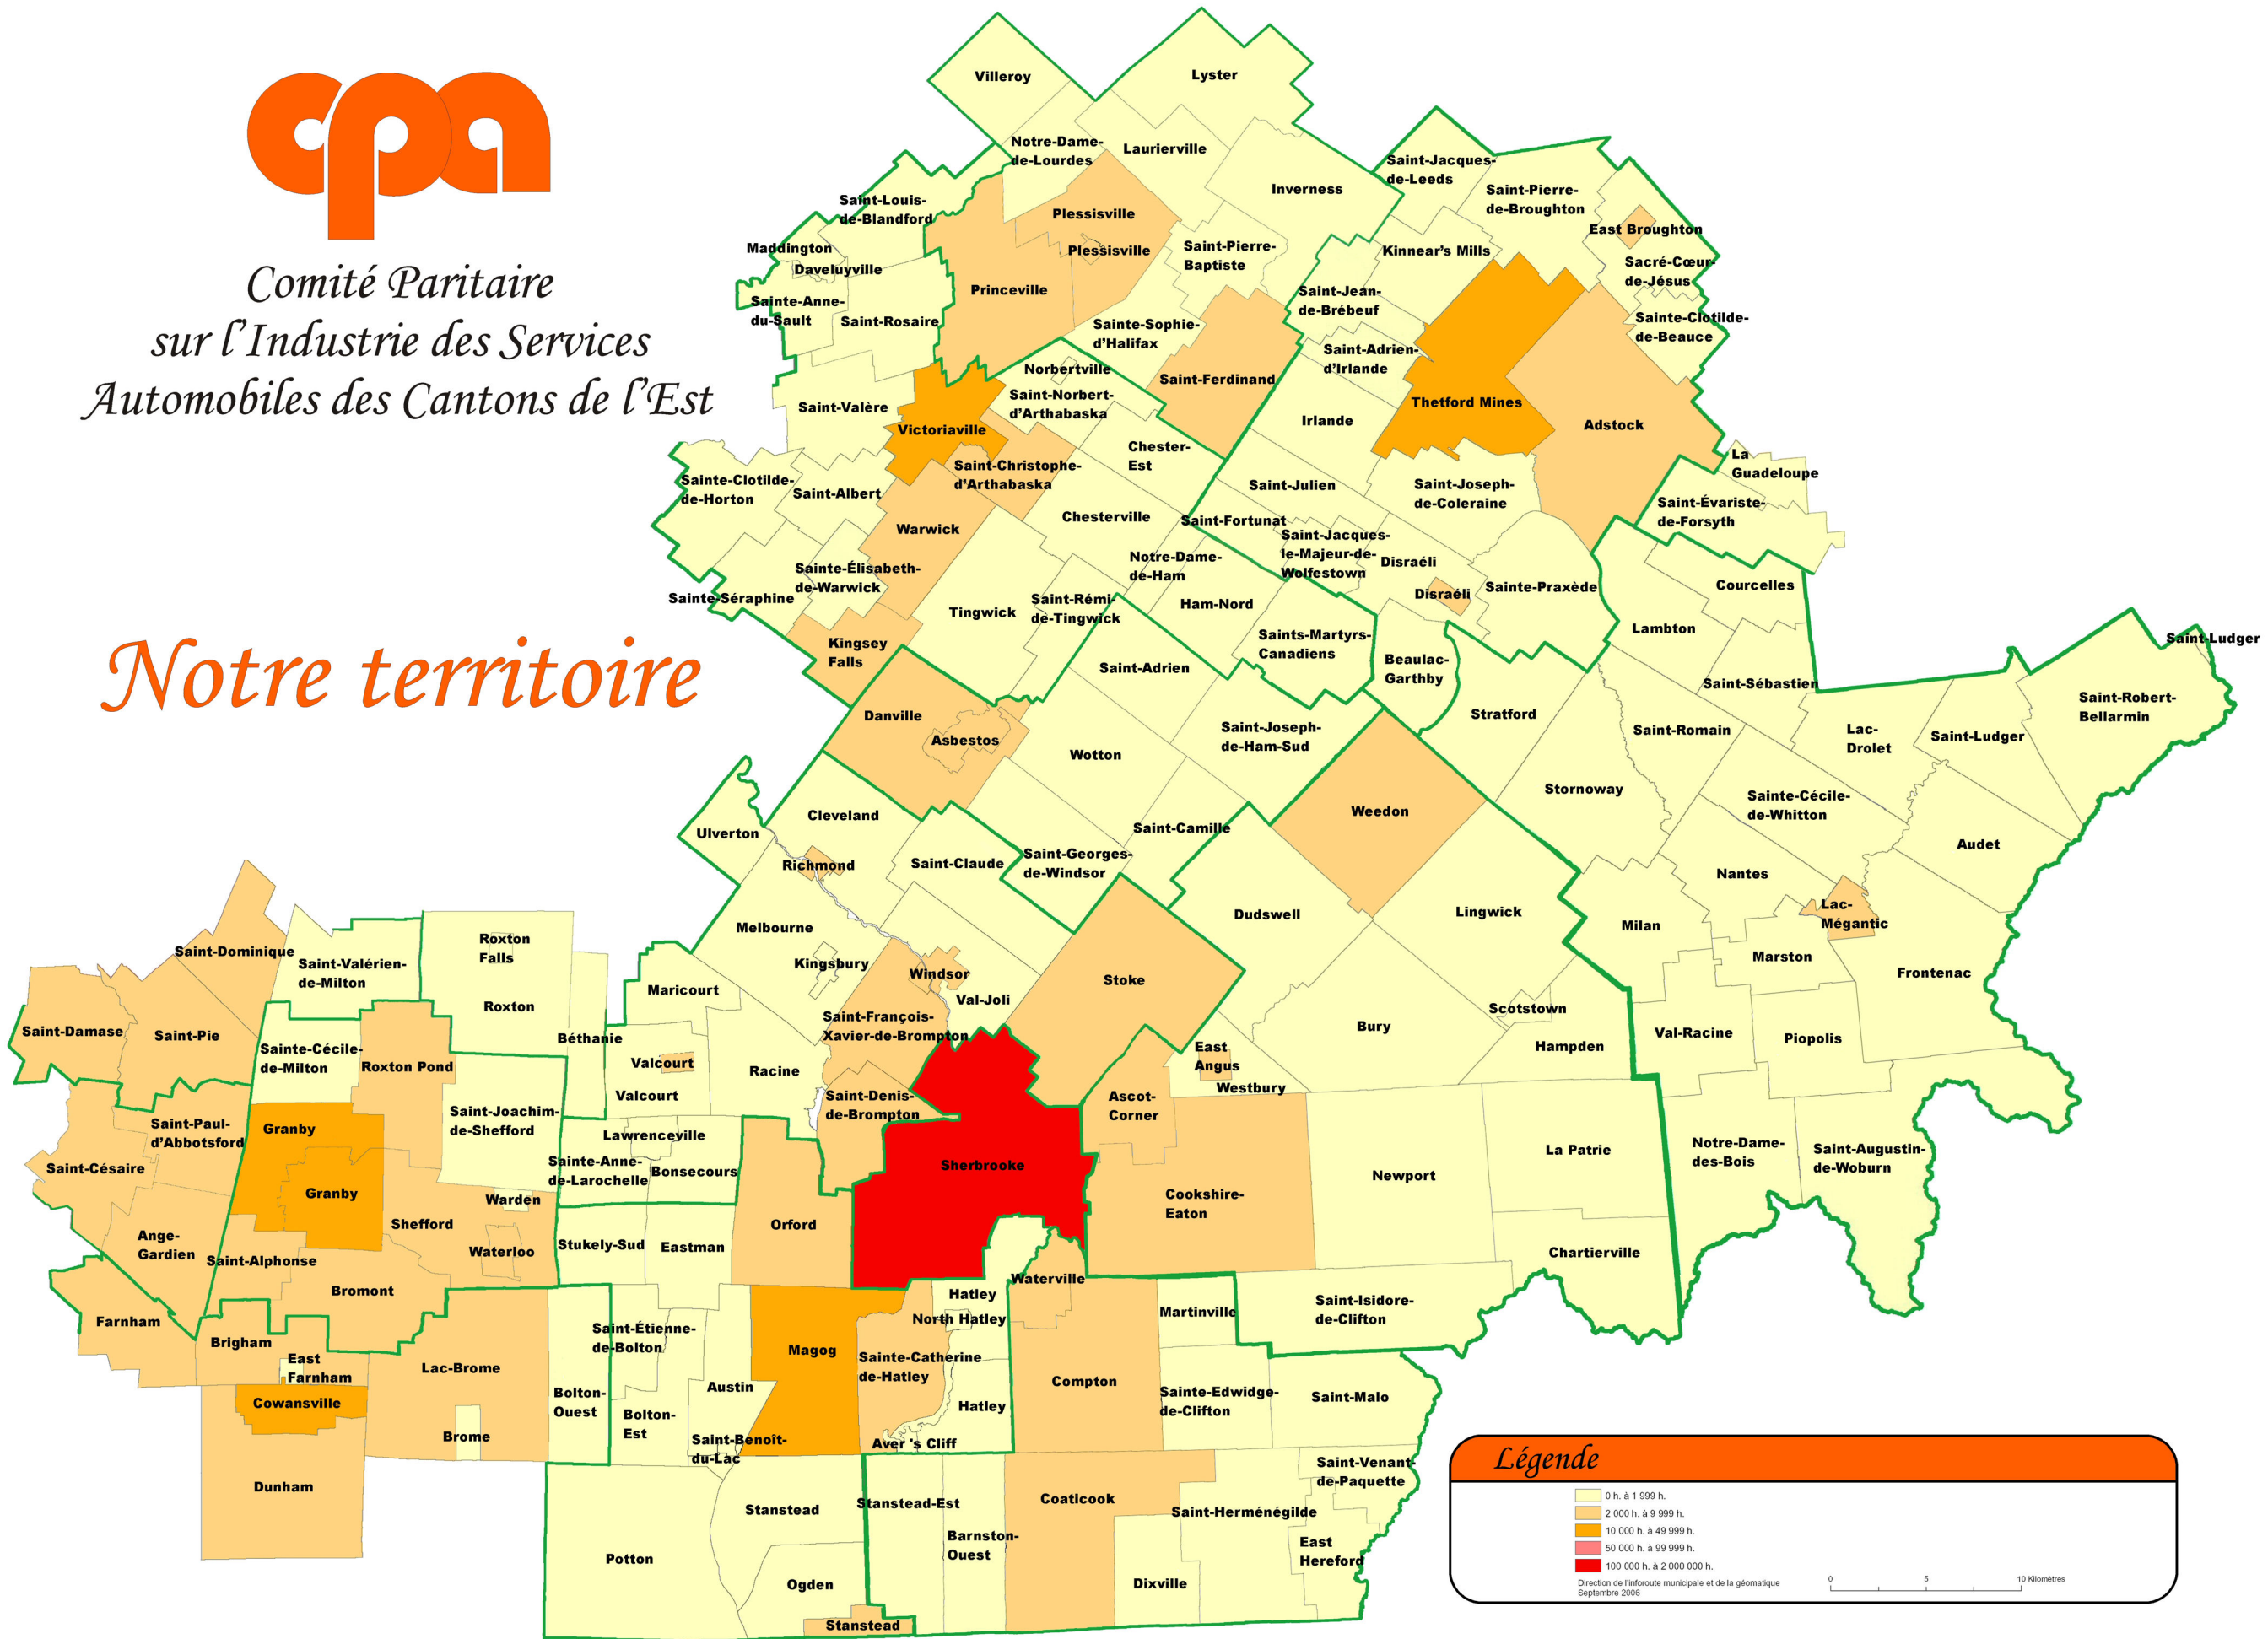 cpa
Comité Paritaire
sur l'Industrie des Services
Automobiles des Cantons de l'Est
Notre territoire
Villeroy
Lyster
Notre-Dame-
de-Lourdes
Laurierville
Inverness
Saint-Jacques-
de-Leeds
Saint-Pierre-
de-Broughton
East Broughton
Sacré-Cœur-
de-Jésus
Sainte-Clotilde-
de-Beauce
Saint-Louis-
de-Blandford
Maddington
Daveluyville
Sainte-Anne-
du-Sault
Saint-Rosaire
Plessisville
Plessisville
Princeville
Saint-Pierre-
Baptiste
Kinnear's Mills
Saint-Jean-
de-Brébeuf
Sainte-Sophie-
d'Halifax
Saint-Adrien-
d'Irlande
Norbertville
Saint-Ferdinand
Saint-Norbert-
d'Arthabaska
Saint-Valère
Victoriaville
Irlande
Thetford Mines
Adstock
La
Guadeloupe
Saint-Évariste-
de-Forsyth
Chester-
Est
Saint-Christophe-
d'Arthabaska
Sainte-Clotilde-
de-Horton
Saint-Albert
Saint-Julien
Saint-Joseph-
de-Coleraine
Warwick
Chesterville
Saint-Fortunat
Saint-Jacques-
le-Majeur-de-
Wolfestown
Disraéli
Disraéli
Sainte-Praxède
Courcelles
Lambton
Sainte-Élisabeth-
de-Warwick
Sainte-Séraphine
Notre-Dame-
de-Ham
Ham-Nord
Tingwick
Saint-Rémi-
de-Tingwick
Kingsey
Falls
Saints-Martyrs-
Canadiens
Beaulac-
Garthby
Saint-Adrien
Saint-Sébastien
Saint-Ludger
Saint-Robert-
Bellarmin
Danville
Asbestos
Wotton
Saint-Joseph-
de-Ham-Sud
Stratford
Saint-Romain
Lac-
Drolet
Saint-Ludger
Stornoway
Sainte-Cécile-
de-Whitton
Audet
Cleveland
Ulverton
Richmond
Saint-Claude
Saint-Georges-
de-Windsor
Saint-Camille
Weedon
Nantes
Lac-
Mégantic
Dudswell
Lingwick
Milan
Marston
Frontenac
Melbourne
Kingsbury
Windsor
Val-Joli
Stoke
Saint-Dominique
Saint-Valérien-
de-Milton
Roxton
Falls
Roxton
Béthanie
Maricourt
Saint-Damase
Saint-Pie
Sainte-Cécile-
de-Milton
Roxton Pond
Valcourt
Valcourt
Racine
Saint-François-
Xavier-de-Brompton
Saint-Denis-
de-Brompton
East
Angus
Westbury
Bury
Scotstown
Hampden
Val-Racine
Piopolis
Ascot-
Corner
Saint-Joachim-
de-Shefford
Saint-Paul-
d'Abbotsford
Granby
Granby
Saint-Césaire
Lawrenceville
Sainte-Anne-
de-Larochelle
Bonsecours
Sherbrooke
Cookshire-
Eaton
Newport
La Patrie
Notre-Dame-
des-Bois
Saint-Augustin-
de-Woburn
Ange-
Gardien
Saint-Alphonse
Shefford
Warden
Waterloo
Stukely-Sud
Eastman
Orford
Chartierville
Bromont
Farnham
Brigham
East
Farnham
Cowansville
Lac-Brome
Brome
Bolton-
Ouest
Saint-Étienne-
de-Bolton
Bolton-
Est
Austin
Saint-Benoît-
du-Lac
Magog
Hatley
North Hatley
Sainte-Catherine
de-Hatley
Hatley
Aver 's Cliff
Waterville
Compton
Martinville
Saint-Isidore-
de-Clifton
Sainte-Edwidge-
de-Clifton
Saint-Malo
Dunham
Potton
Stanstead
Ogden
Stanstead
Stanstead-Est
Barnston-
Ouest
Coaticook
Dixville
Saint-Herménégilde
Saint-Venant-
de-Paquette
East
Hereford
Légende
0 h. à 1 999 h.
2 000 h. à 9 999 h.
10 000 h. à 49 999 h.
50 000 h. à 99 999 h.
100 000 h. à 2 000 000 h.
Direction de l'inforoute municipale et de la géomatique
Septembre 2006
0 5 10 Kilomètres